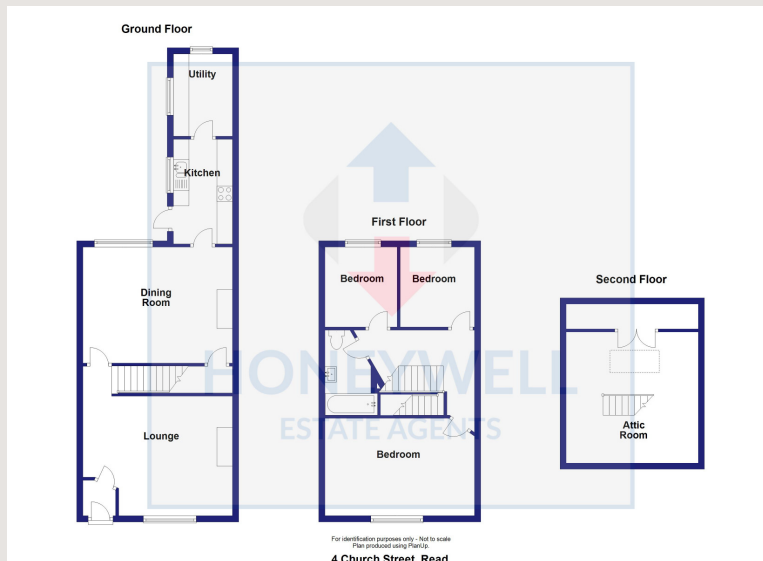 Ground Floor
Utility
Kitchen
Dining
Room
Lounge
First Floor
Bedroom
Bedroom
Bedroom
Second Floor
Attic
Room
HONEYWELL
ESTATE AGENTS
For identification purposes only - Not to scale
Plan produced using PlanUp.
4 Church Street, Read